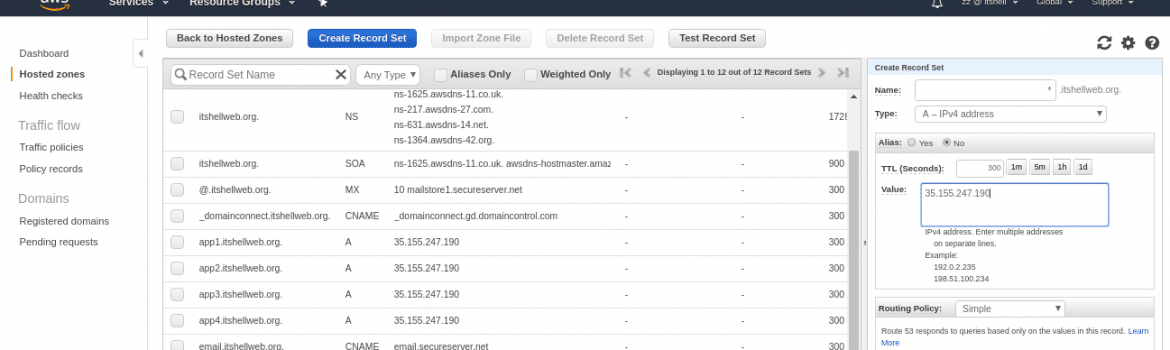 aws
Services
Resource Groups
zz @ itshell
Global
Support
Dashboard
Hosted zones
Health checks
Traffic flow
Traffic policies
Policy records
Domains
Registered domains
Pending requests
Back to Hosted Zones Create Record Set Import Zone File Delete Record Set Test Record Set
Record Set Name Any Type Aliases Only Weighted Only Displaying 1 to 12 out of 12 Record Sets
ns-1625.awsdns-11.co.uk.
itshellweb.org. NS ns-217.awsdns-27.com. - - 1728
ns-631.awsdns-14.net.
ns-1364.awsdns-42.org.
itshellweb.org. SOA ns-1625.awsdns-11.co.uk. awsdns-hostmaster.amaz - - 900
@.itshellweb.org. MX 10 mailstore1.secureserver.net - - 300
_domainconnect.itshellweb.org. CNAME _domainconnect.gd.domaincontrol.com - - 300
app1.itshellweb.org. A 35.155.247.190 - - 300
app2.itshellweb.org. A 35.155.247.190 - - 300
app3.itshellweb.org. A 35.155.247.190 - - 300
app4.itshellweb.org. A 35.155.247.190 - - 300
email.itshellweb.org. CNAME email.secureserver.net - - 300
Create Record Set
Name: * .itshellweb.org.
Type: A – IPv4 address
Alias: Yes No
TTL (Seconds): 300 1m 5m 1h 1d
Value: 35.155.247.190
IPv4 address. Enter multiple addresses
on separate lines.
Example:
192.0.2.235
198.51.100.234
Routing Policy: Simple
Route 53 responds to queries based only on the values in this record. Learn
More